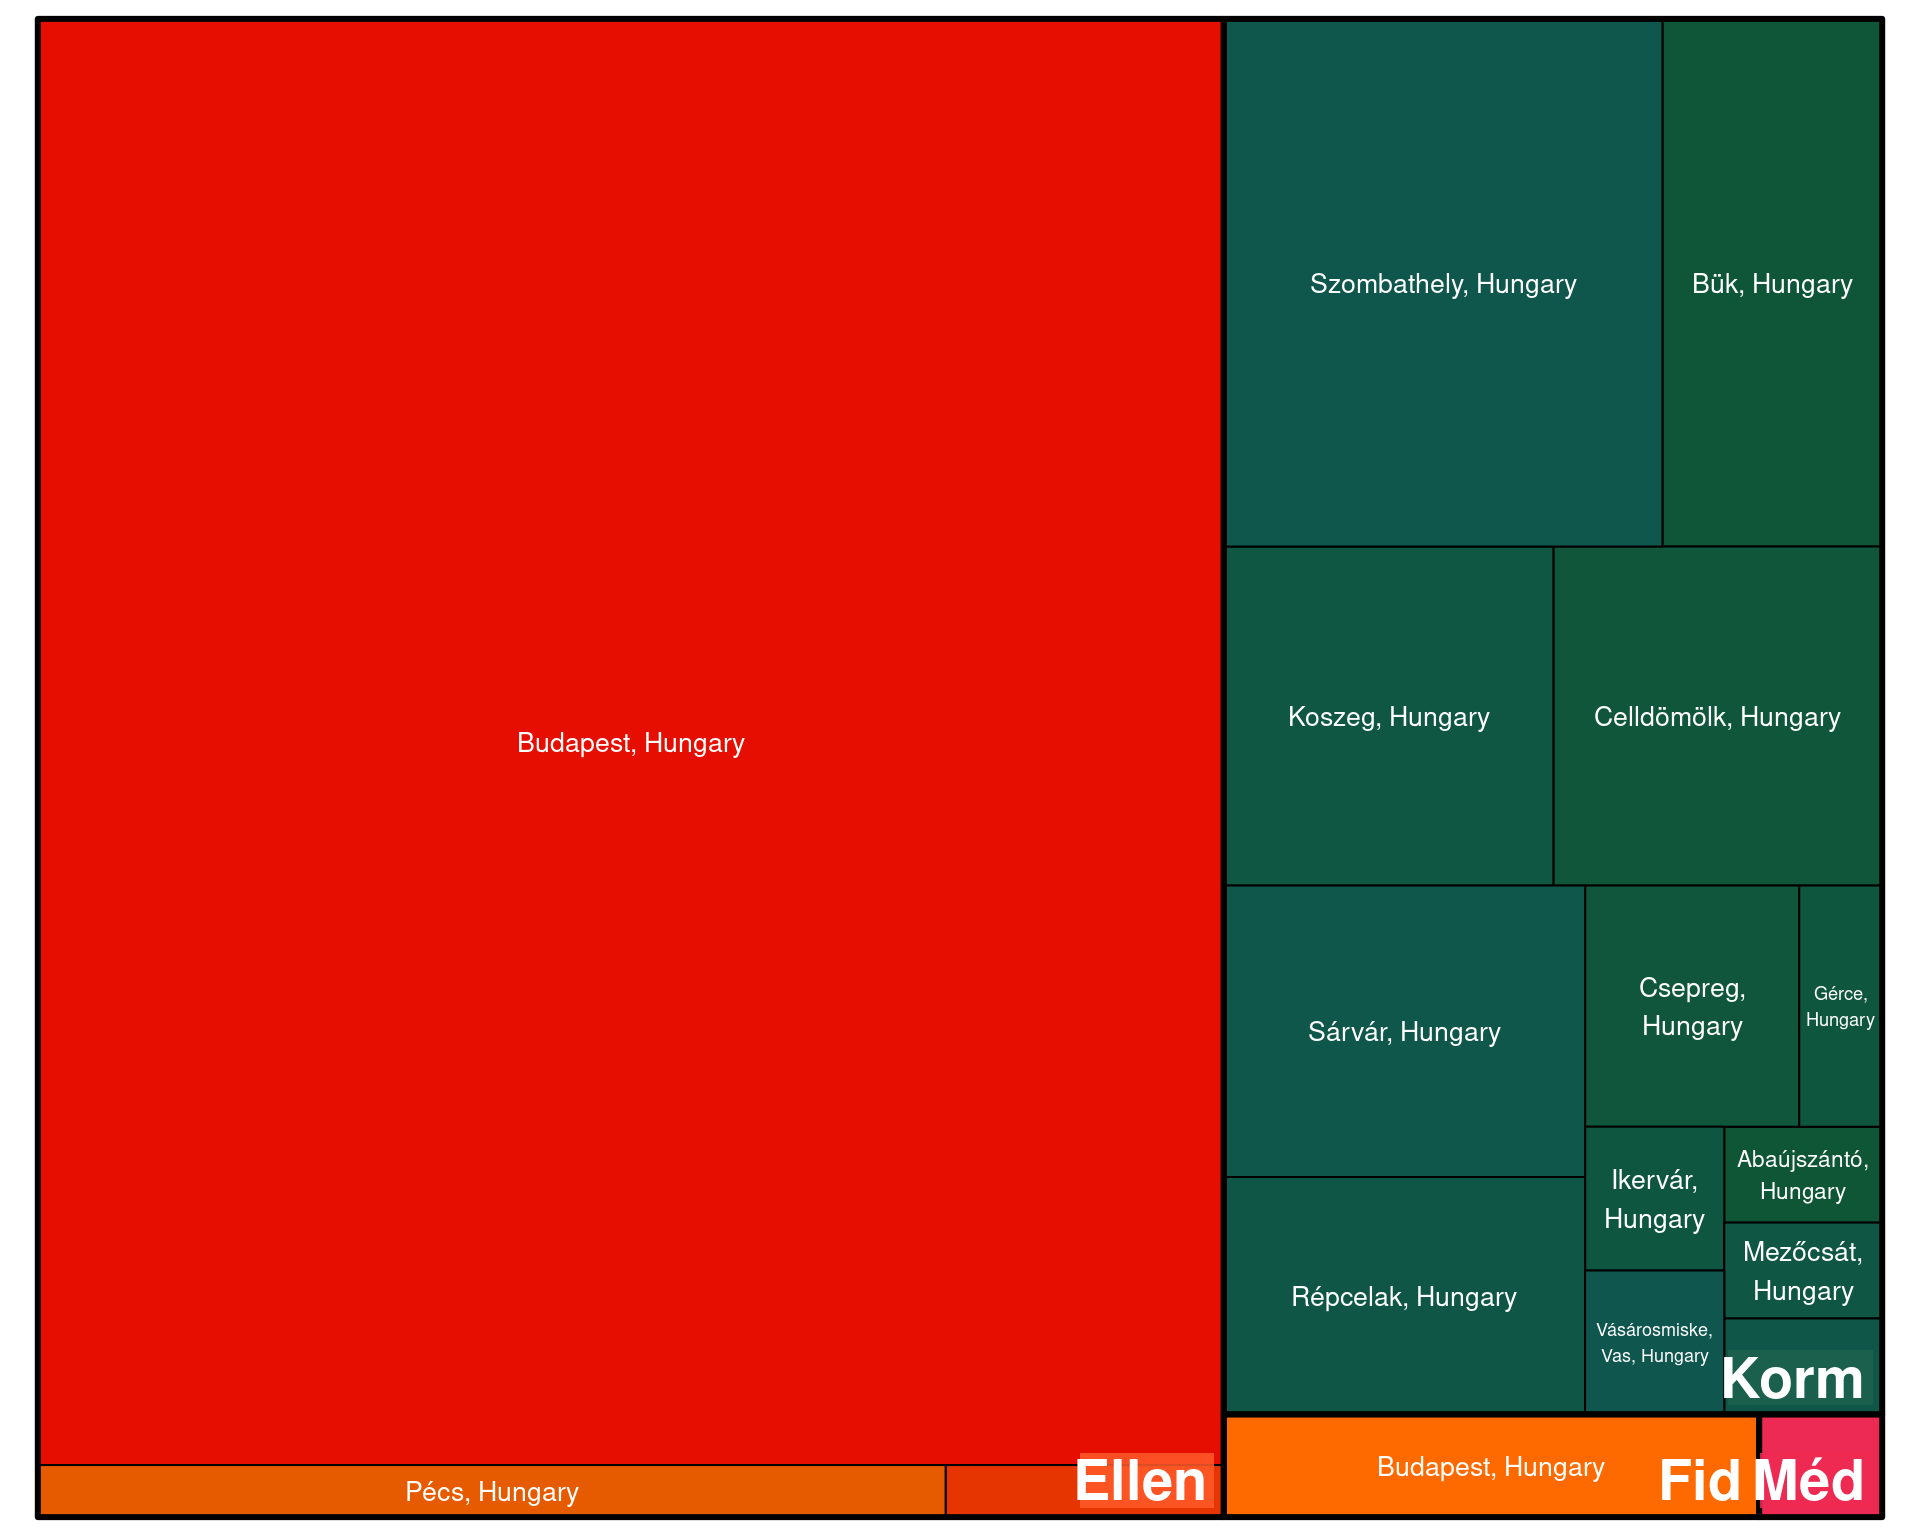 Budapest, Hungary
Pécs, Hungary
Ellen
Szombathely, Hungary
Bük, Hungary
Koszeg, Hungary
Celldömölk, Hungary
Sárvár, Hungary
Csepreg,
Hungary
Gérce,
Hungary
Répcelak, Hungary
Ikervár,
Hungary
Abaújszántó,
Hungary
Mezőcsát,
Hungary
Vásárosmiske,
Vas, Hungary
Korm
Budapest, Hungary
Fid
Méd